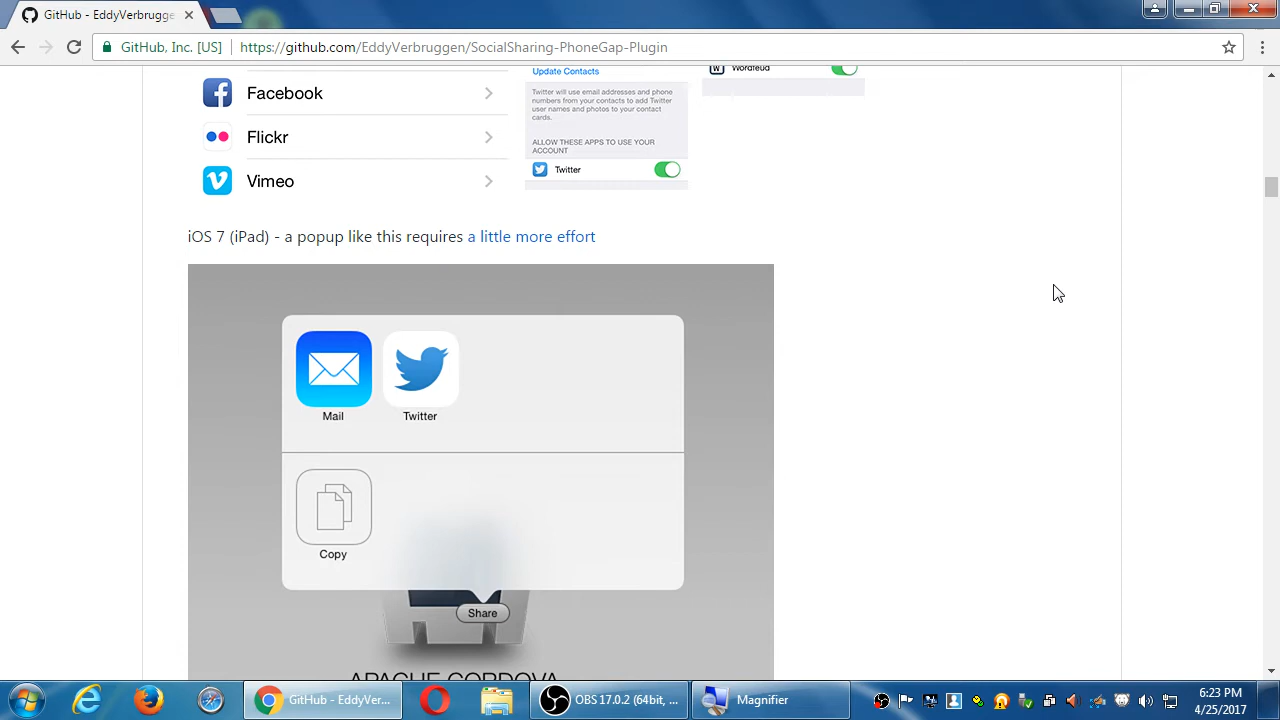 GitHub - EddyVerbrugge
GitHub, Inc. [US]
https://github.com/EddyVerbruggen/SocialSharing-PhoneGap-Plugin
Update Contacts
Wordfeud
Facebook
Twitter will use email addresses and phone
numbers from your contacts to add Twitter
user names and photos to your contact
cards.
Flickr
ALLOW THESE APPS TO USE YOUR
ACCOUNT
Twitter
Vimeo
iOS 7 (iPad) - a popup like this requires a little more effort
Mail
Twitter
Copy
Share
APACHE CORDOVA
GitHub - EddyVer...
OBS 17.0.2 (64bit, ...
Magnifier
6:23 PM
4/25/2017